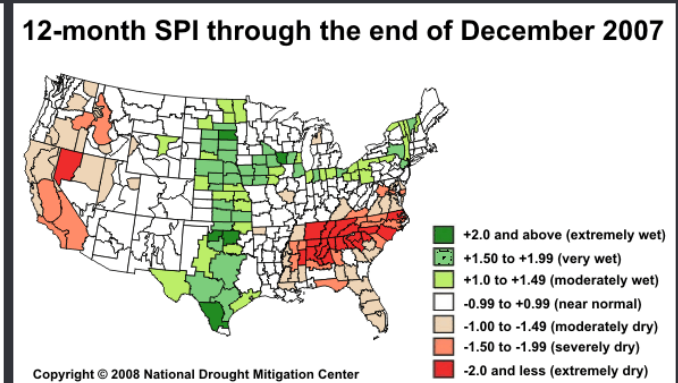 12-month SPI through the end of December 2007
+2.0 and above (extremely wet)
+1.50 to +1.99 (very wet)
+1.0 to +1.49 (moderately wet)
-0.99 to +0.99 (near normal)
-1.00 to -1.49 (moderately dry)
-1.50 to -1.99 (severely dry)
-2.0 and less (extremely dry)
Copyright © 2008 National Drought Mitigation Center